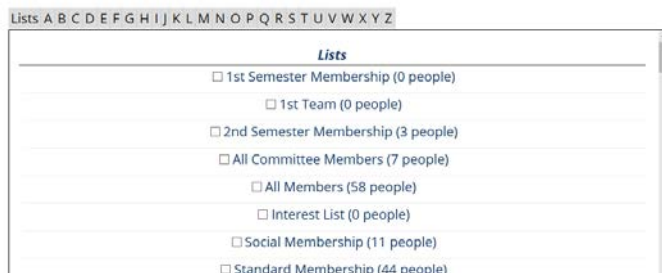 Lists A B C D E F G H I J K L M N O P Q R S T U V W X Y Z
Lists
1st Semester Membership (0 people)
1st Team (0 people)
2nd Semester Membership (3 people)
All Committee Members (7 people)
All Members (58 people)
Interest List (0 people)
Social Membership (11 people)
Standard Membership (44 people)